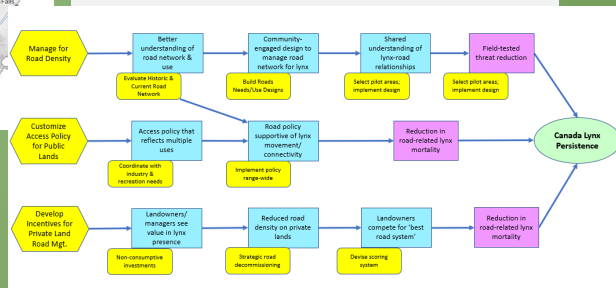 Falls
Manage for
Road Density
Better
understanding of
road network &
use
Evaluate Historic &
Current Road
Network
Community-
engaged design to
manage road
network for lynx
Build Roads
Needs/Use Designs
Shared
understanding of
lynx-road
relationships
Select pilot areas;
implement design
Field-tested
threat reduction
Select pilot areas;
implement design
Customize
Access Policy
for Public
Lands
Access policy that
reflects multiple
uses
Coordinate with
industry &
recreation needs
Road policy
supportive of lynx
movement/
connectivity
Implement policy
range-wide
Reduction in
road-related lynx
mortality
Canada Lynx
Persistence
Develop
Incentives for
Private Land
Road Mgt.
Landowners/
managers see
value in lynx
presence
Non-consumptive
investments
Reduced road
density on private
lands
Strategic road
decommissioning
Landowners
compete for ‘best
road system’
Devise scoring
system
Reduction in
road-related lynx
mortality